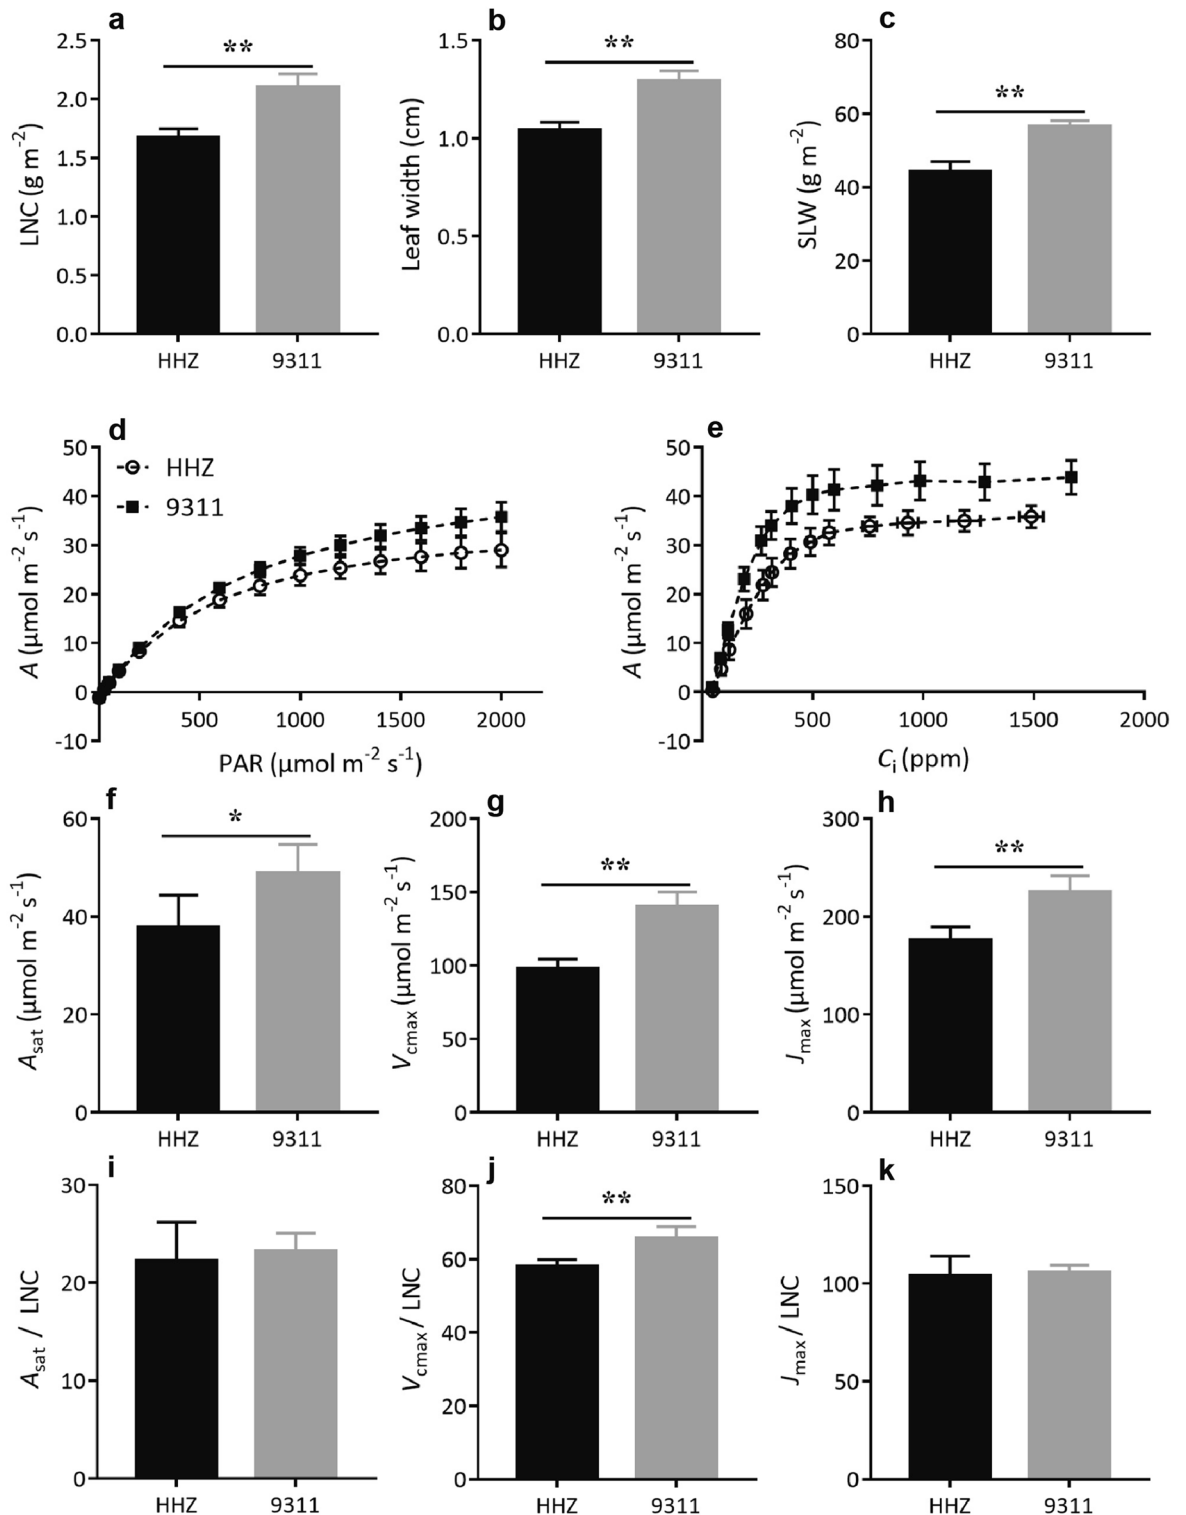 a
b
c
LNC (g m-2)
2.5
2.0
1.5
1.0
0.5
0.0
**
HHZ
9311
Leaf width (cm)
1.5
1.0
0.5
0.0
**
HHZ
9311
SLW (g m-2)
80
60
40
20
0
**
HHZ
9311
d
A (μmol m-2 s-1)
50
40
30
20
10
0
-10
HHZ
9311
500
1000
1500
2000
PAR (μmol m-2 s-1)
e
A (μmol m-2 s-1)
50
40
30
20
10
0
-10
500
1000
1500
2000
Ci (ppm)
f
Asat (μmol m-2 s-1)
60
40
20
0
*
HHZ
9311
g
Vcmax (μmol m-2 s-1)
200
150
100
50
0
**
HHZ
9311
h
Jmax (μmol m-2 s-1)
300
200
100
0
**
HHZ
9311
i
Asat / LNC
30
20
10
0
HHZ
9311
j
Vcmax / LNC
80
60
40
20
0
**
HHZ
9311
k
Jmax / LNC
150
100
50
0
HHZ
9311